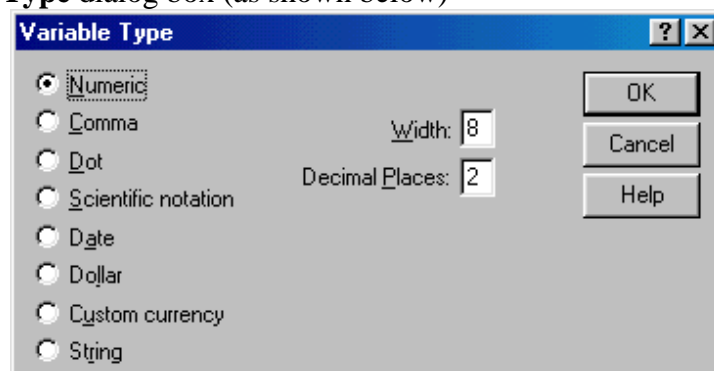 Type dialog box (as shown below)
Variable Type
Numeric
Comma
Dot
Scientific notation
Date
Dollar
Custom currency
String
Width: 8
Decimal Places: 2
OK
Cancel
Help